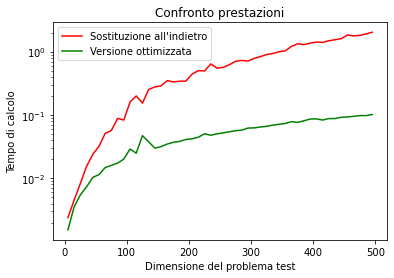 Confronto prestazioni
Sostituzione all'indietro
Versione ottimizzata
Tempo di calcolo
10⁰
10⁻¹
10⁻²
0 100 200 300 400 500
Dimensione del problema test